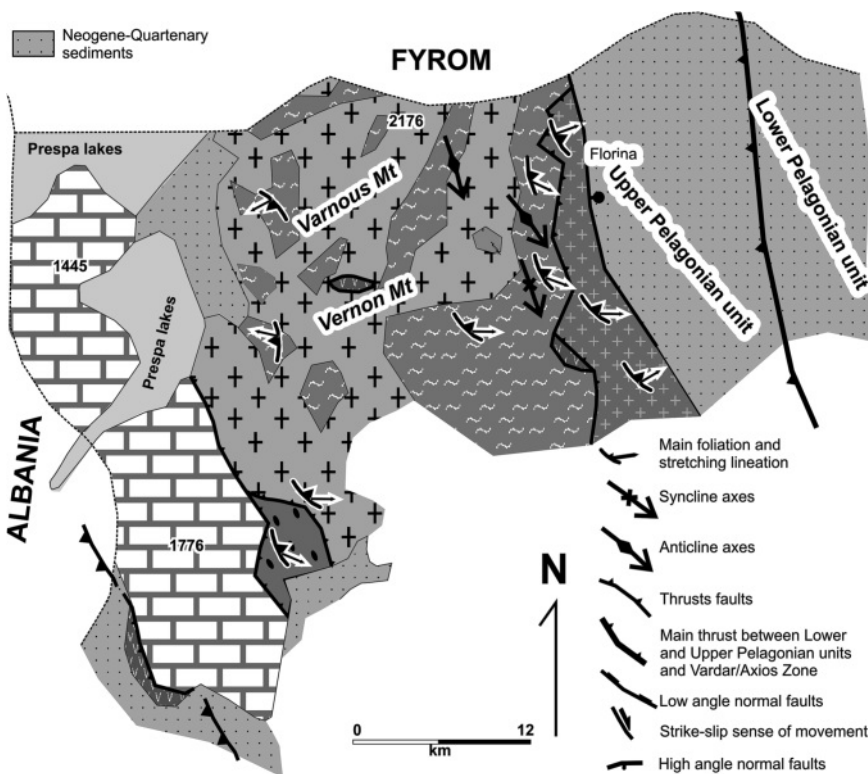 Neogene-Quartenary
sediments
FYROM
2176
Prespa lakes
Florina
Lower Pelagonian unit
Varnous Mt
Upper Pelagonian unit
1445
Vernon Mt
Prespa lakes
ALBANIA
1776
Main foliation and
stretching lineation
Syncline axes
Anticline axes
N
Thrusts faults
Main thrust between Lower
and Upper Pelagonian units
and Vardar/Axios Zone
Low angle normal faults
Strike-slip sense of movement
High angle normal faults
0 12
km